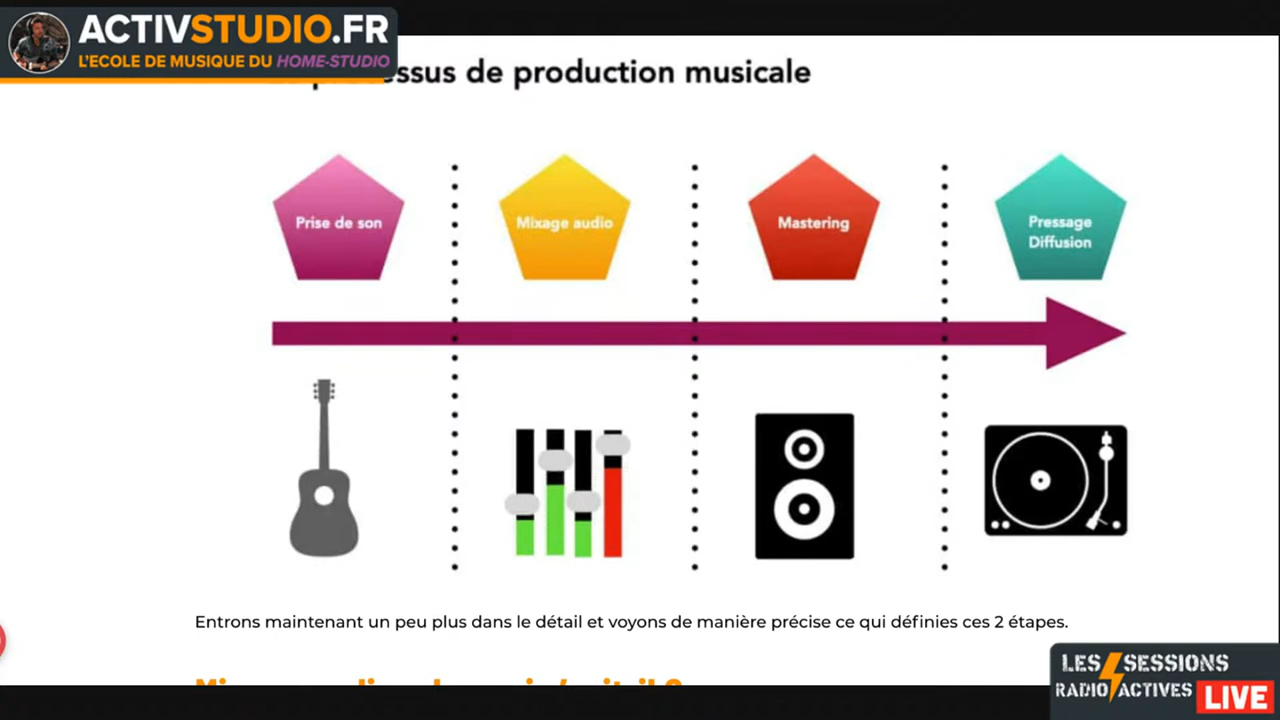 ACTIVSTUDIO.FR
L'ECOLE DE MUSIQUE DU HOME-STUDIO
de production musicale
Prise de son
Mixage audio
Mastering
Pressage
Diffusion
Entrons maintenant un peu plus dans le détail et voyons de manière précise ce qui définies ces 2 étapes.
LES SESSIONS
RADIO ACTIVES
LIVE